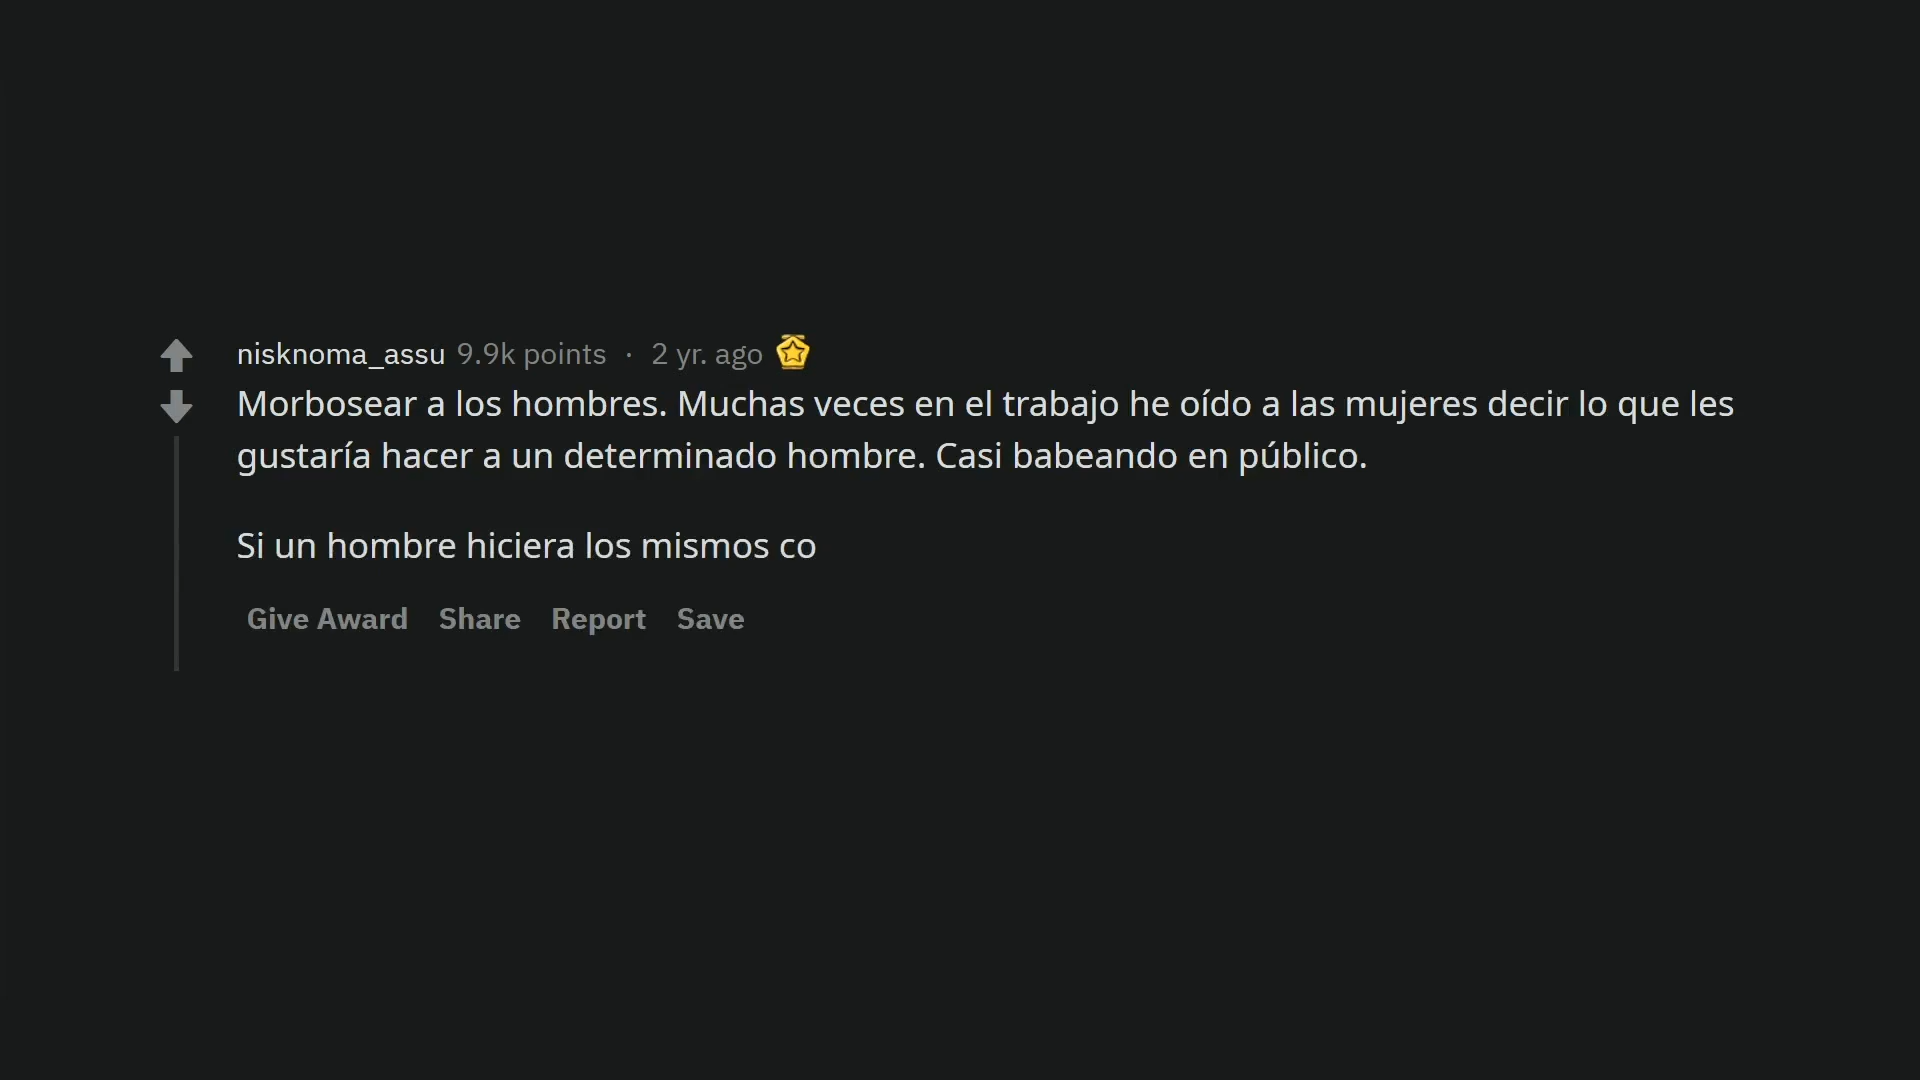 nisknoma_assu 9.9k points · 2 yr. ago
Morbosear a los hombres. Muchas veces en el trabajo he oído a las mujeres decir lo que les
gustaría hacer a un determinado hombre. Casi babeando en público.
Si un hombre hiciera los mismos co
Give Award Share Report Save